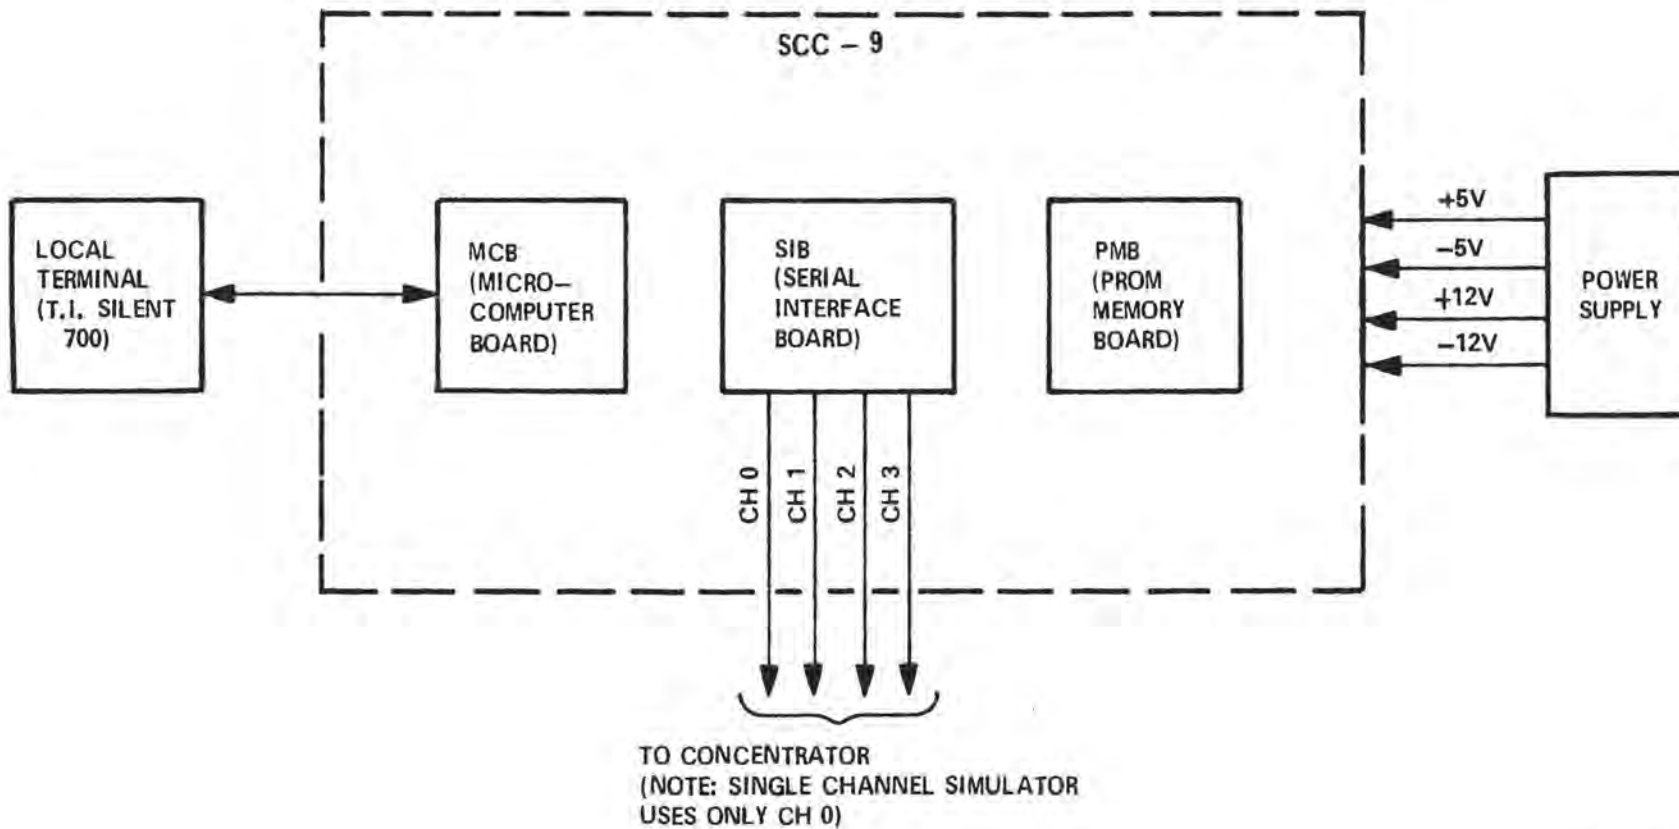 SCC – 9
LOCAL
TERMINAL
(T.I. SILENT
700)
MCB
(MICRO–
COMPUTER
BOARD)
SIB
(SERIAL
INTERFACE
BOARD)
PMB
(PROM
MEMORY
BOARD)
+5V
–5V
+12V
–12V
POWER
SUPPLY
CH 0
CH 1
CH 2
CH 3
TO CONCENTRATOR
(NOTE: SINGLE CHANNEL SIMULATOR
USES ONLY CH 0)